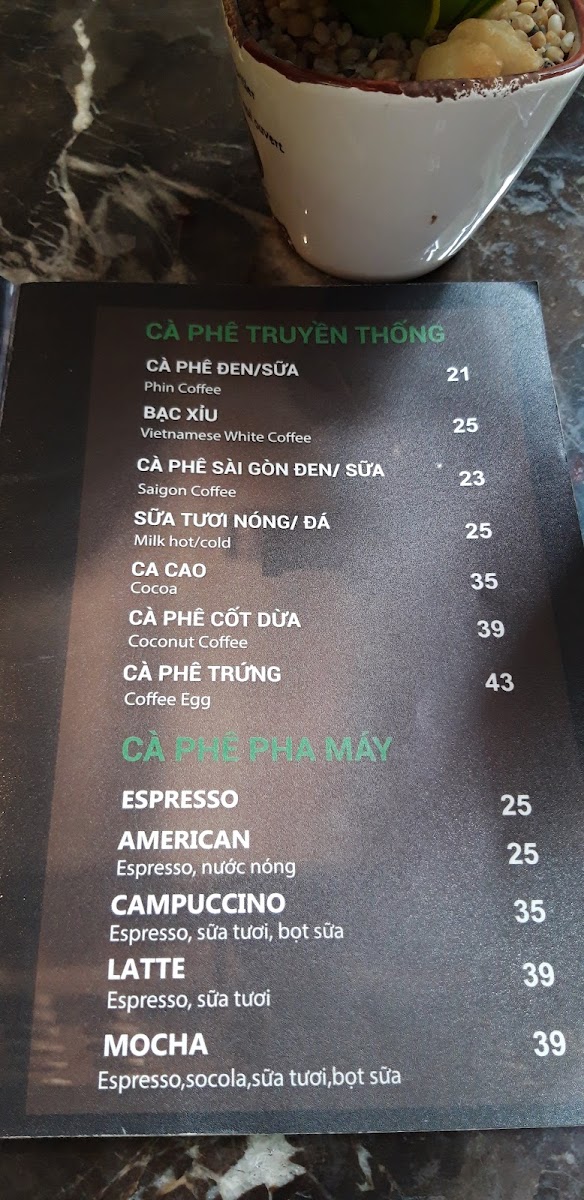 ouvert
CÀ PHÊ TRUYỀN THỐNG
CÀ PHÊ ĐEN/SỮA 21
Phin Coffee
BẠC XỈU 25
Vietnamese White Coffee
CÀ PHÊ SÀI GÒN ĐEN/ SỮA 23
Saigon Coffee
SỮA TƯƠI NÓNG/ ĐÁ 25
Milk hot/cold
CA CAO 35
Cocoa
CÀ PHÊ CỐT DỪA 39
Coconut Coffee
CÀ PHÊ TRỨNG 43
Coffee Egg
CÀ PHÊ PHA MÁY
ESPRESSO 25
AMERICAN 25
Espresso, nước nóng
CAMPUCCINO 35
Espresso, sữa tươi, bọt sữa
LATTE 39
Espresso, sữa tươi
MOCHA 39
Espresso,socola,sữa tươi,bọt sữa